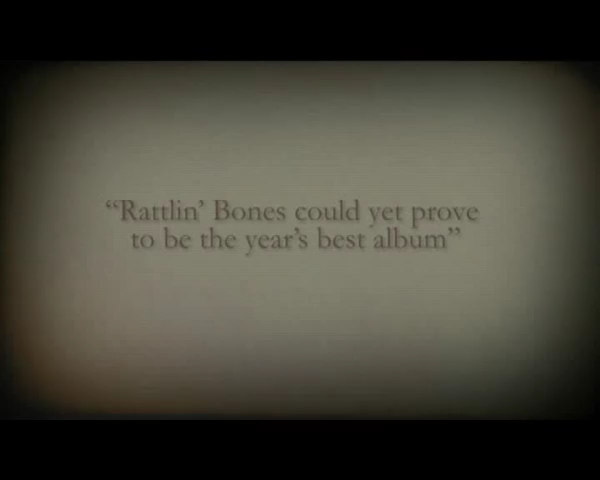 “Rattlin’ Bones could yet prove
to be the year’s best album”